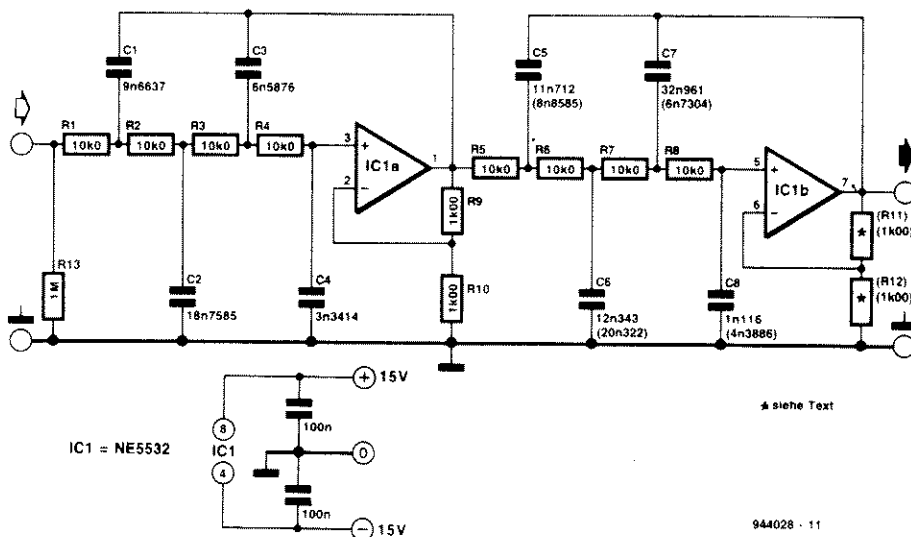 C1
9n6637
C3
6n5876
C5
11n712
(8n8585)
C7
32n961
(6n7304)
R1
10k0
R2
10k0
R3
10k0
R4
10k0
3
+
IC1a
1
2
−
R5
10k0
R6
10k0
R7
10k0
R8
10k0
5
+
IC1b
7
6
−
R9
1k00
R10
1k00
(R11)
*
(1k00)
(R12)
*
(1k00)
R13
1M
C2
18n7585
C4
3n3414
C6
12n343
(20n322)
C8
1n116
(4n3886)
* siehe Text
IC1 = NE5532
+
15V
100n
8
IC1
4
0
100n
−
15V
944028 - 11